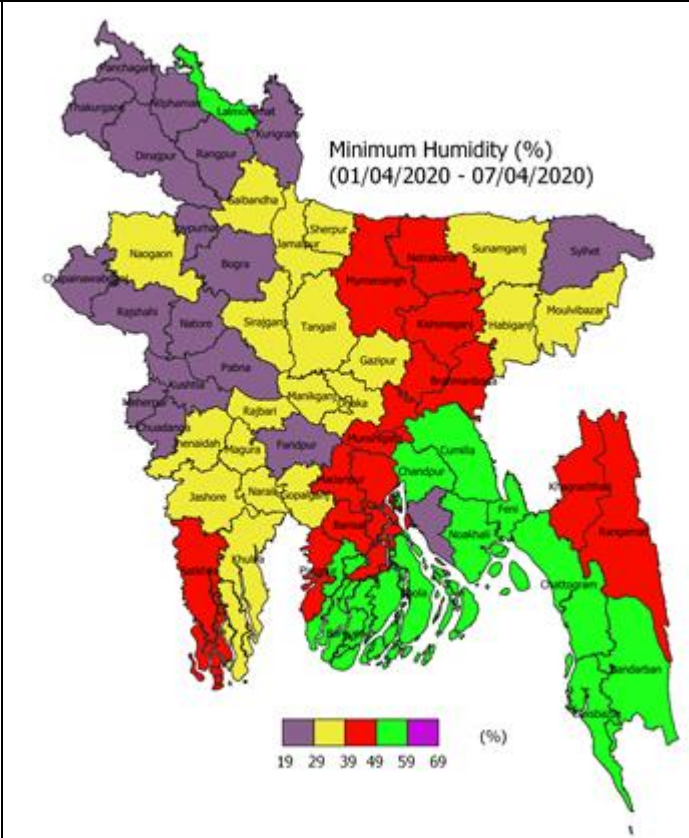 Panchagarh
Thakurgaon
Nilphamari
Lalmonirhat
Dinajpur
Rangpur
Kurigram
Minimum Humidity (%)
(01/04/2020 - 07/04/2020)
Gaibandha
Naogaon
Joypurhat
Jamalpur
Sherpur
Bogra
Mymensingh
Netrakona
Sunamganj
Sylhet
Rajshahi
Natore
Sirajganj
Tangail
Kishoreganj
Habiganj
Moulvibazar
Pabna
Kushtia
Gazipur
Brahmanbaria
Meherpur
Chuadanga
Rajbari
Manikganj
Dhaka
Jhenaidah
Magura
Faridpur
Munshiganj
Cumilla
Chandpur
Jashore
Narail
Gopalganj
Madaripur
Khagrachhari
Rangamati
Satkhira
Khulna
Barisal
Noakhali
Feni
Chattogram
Bhola
Bandarban
19 29 39 49 59 69
(%)